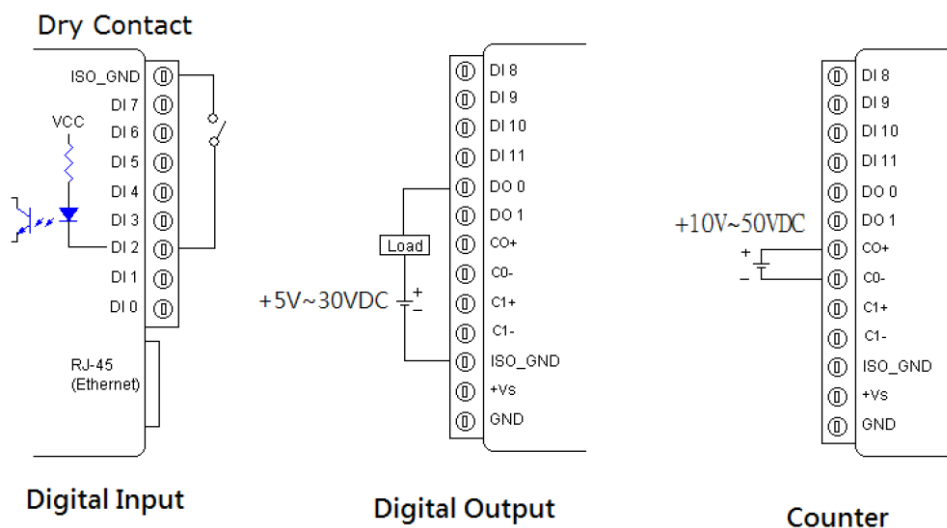 Dry Contact
ISO_GND
DI 7
VCC
DI 6
DI 5
DI 4
DI 3
DI 2
DI 1
DI 0
RJ-45
(Ethernet)
Digital Input
DI 8
DI 9
DI 10
DI 11
DO 0
DO 1
Load
CO+
C0-
+5V~30VDC
C1+
C1-
ISO_GND
+Vs
GND
Digital Output
DI 8
DI 9
DI 10
DI 11
DO 0
DO 1
+10V~50VDC
+
CO+
−
C0-
C1+
C1-
ISO_GND
+Vs
GND
Counter